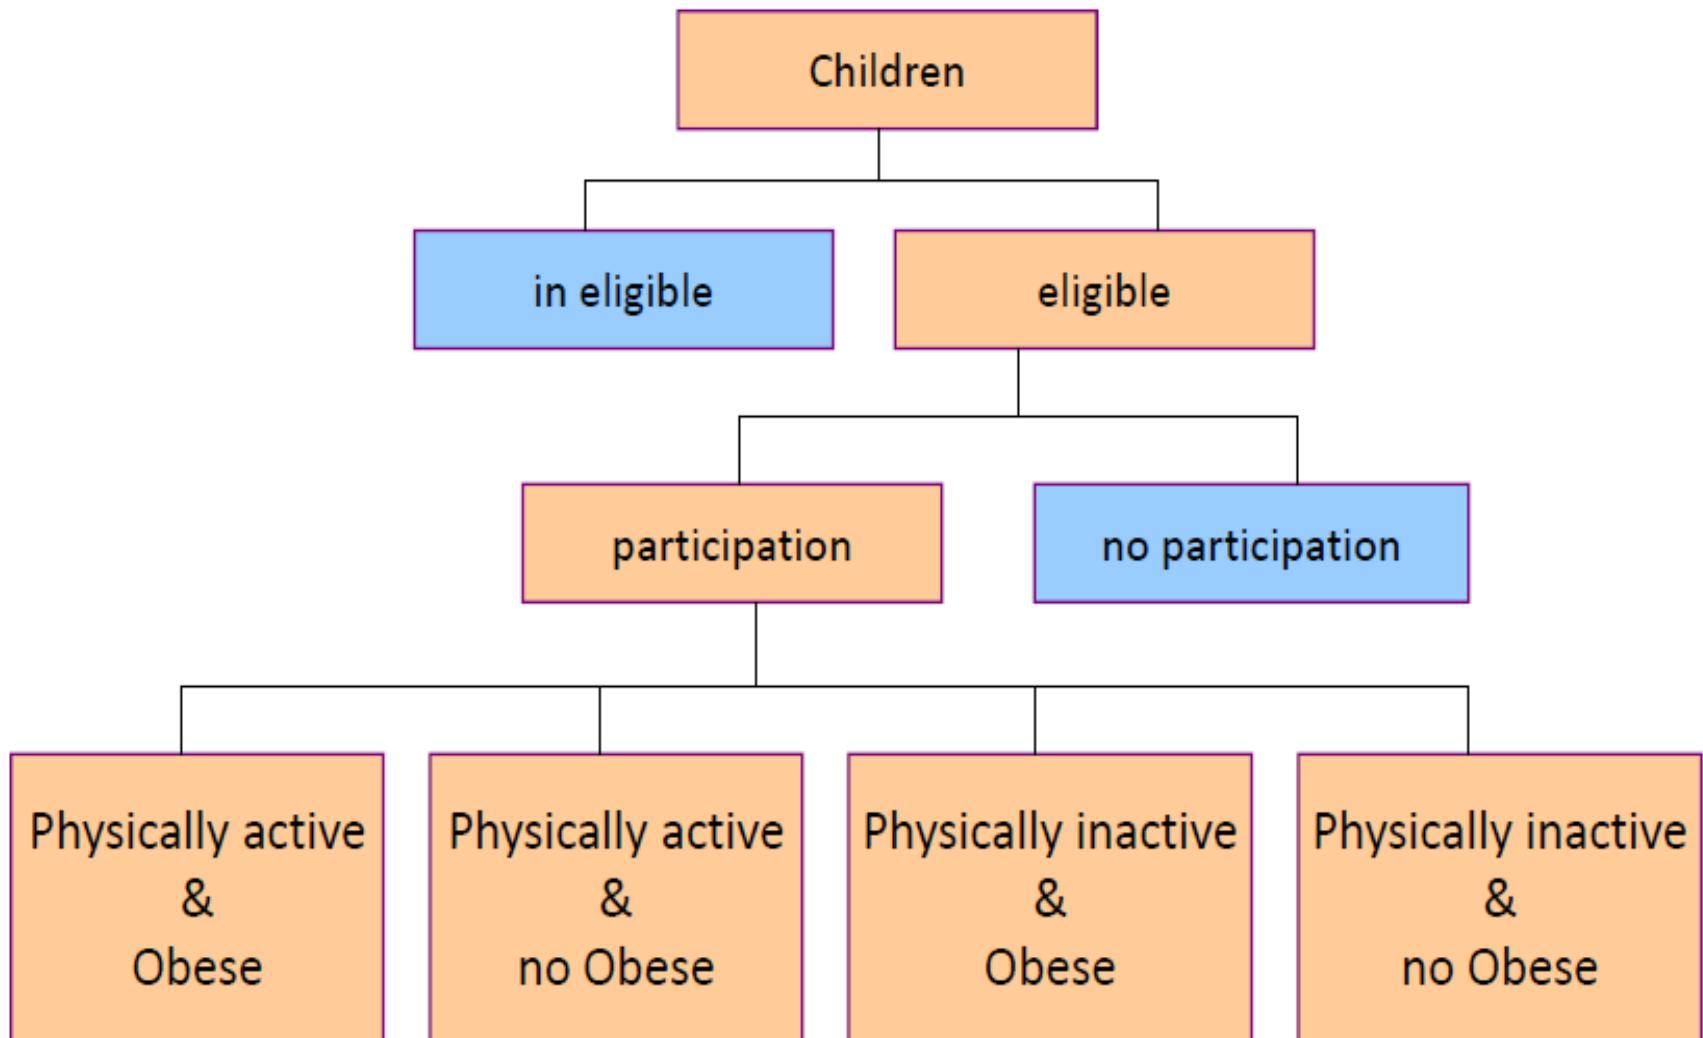 Children
in eligible
eligible
participation
no participation
Physically active
&
Obese
Physically active
&
no Obese
Physically inactive
&
Obese
Physically inactive
&
no Obese